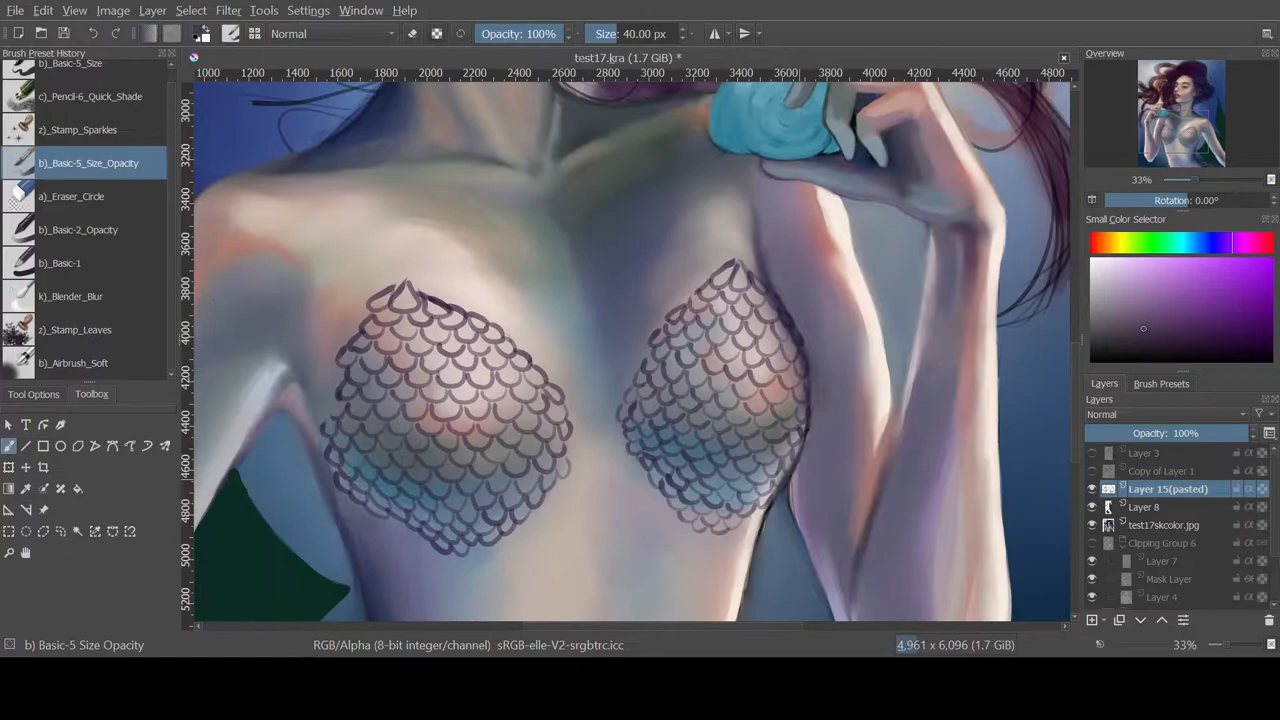 File Edit View Image Layer Select Filter Tools Settings Window Help
Normal Opacity: 100% Size: 40.00 px
Brush Preset History
test17.kra (1.7 GiB) *
Overview
b)_Basic-5_Size
c)_Pencil-6_Quick_Shade
z)_Stamp_Sparkles
b)_Basic-5_Size_Opacity
a)_Eraser_Circle
b)_Basic-2_Opacity
b)_Basic-1
k)_Blender_Blur
z)_Stamp_Leaves
b)_Airbrush_Soft
Tool Options Toolbox
1000 1200 1400 1600 1800 2000 2200 2400 2600 2800 3000 3200 3400 3600 3800 4000 4200 4400 4600 4800
3000
3200
3400
3600
3800
4000
4200
4400
4600
4800
5000
5200
33%
Rotation: 0.00°
Small Color Selector
Layers Brush Presets
Layers
Normal
Opacity: 100%
Layer 3
Copy of Layer 1
Layer 15(pasted)
Layer 8
test17skcolor.jpg
Clipping Group 6
Layer 7
Mask Layer
Layer 4
b) Basic-5 Size Opacity RGB/Alpha (8-bit integer/channel) sRGB-elle-V2-srgbtrc.icc 4,961 x 6,096 (1.7 GiB) 33%